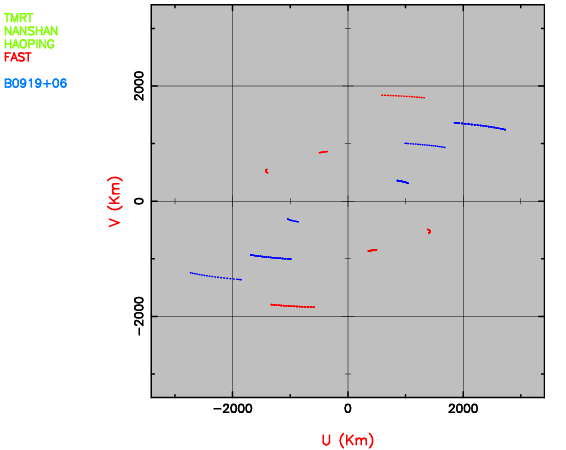 TMRT
NANSHAN
HAOPING
FAST
B0919+06
2000
0
−2000
V (Km)
−2000
0
2000
U (Km)